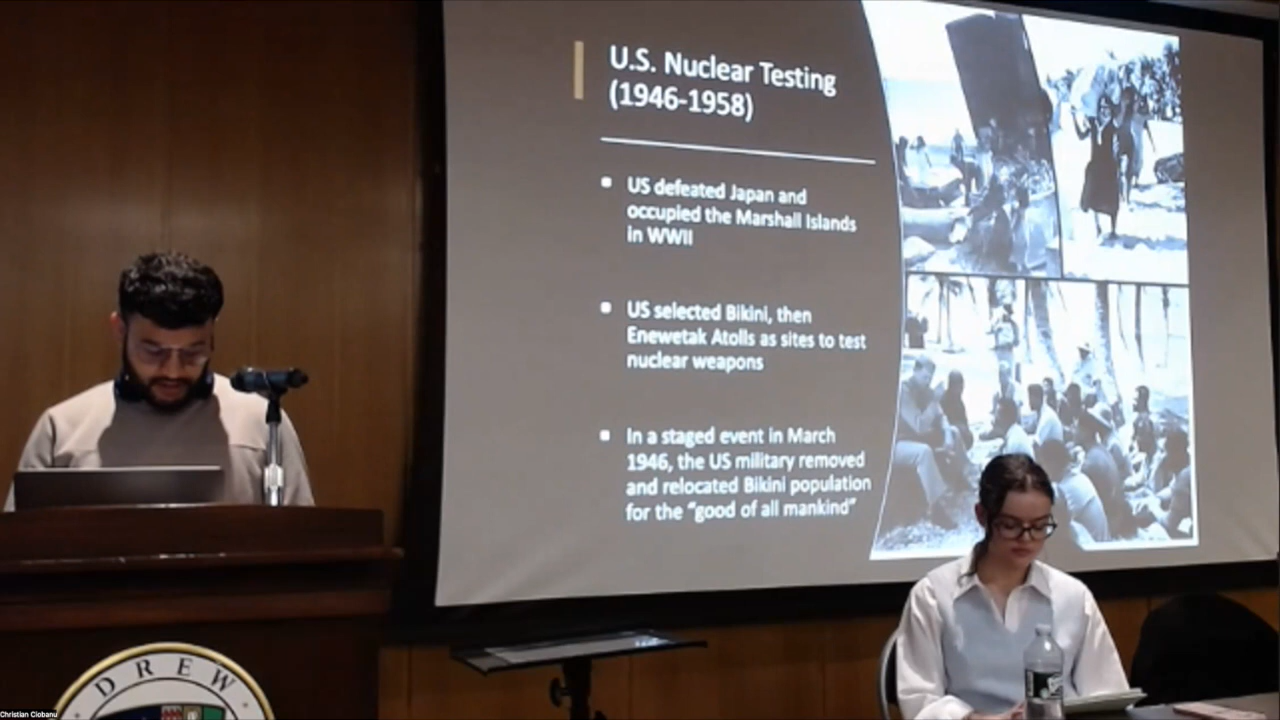 U.S. Nuclear Testing
(1946-1958)
US defeated Japan and
occupied the Marshall Islands
in WWII
US selected Bikini, then
Enewetak Atolls as sites to test
nuclear weapons
In a staged event in March
1946, the US military removed
and relocated Bikini population
for the “good of all mankind”
DREW
Christian Ciobanu